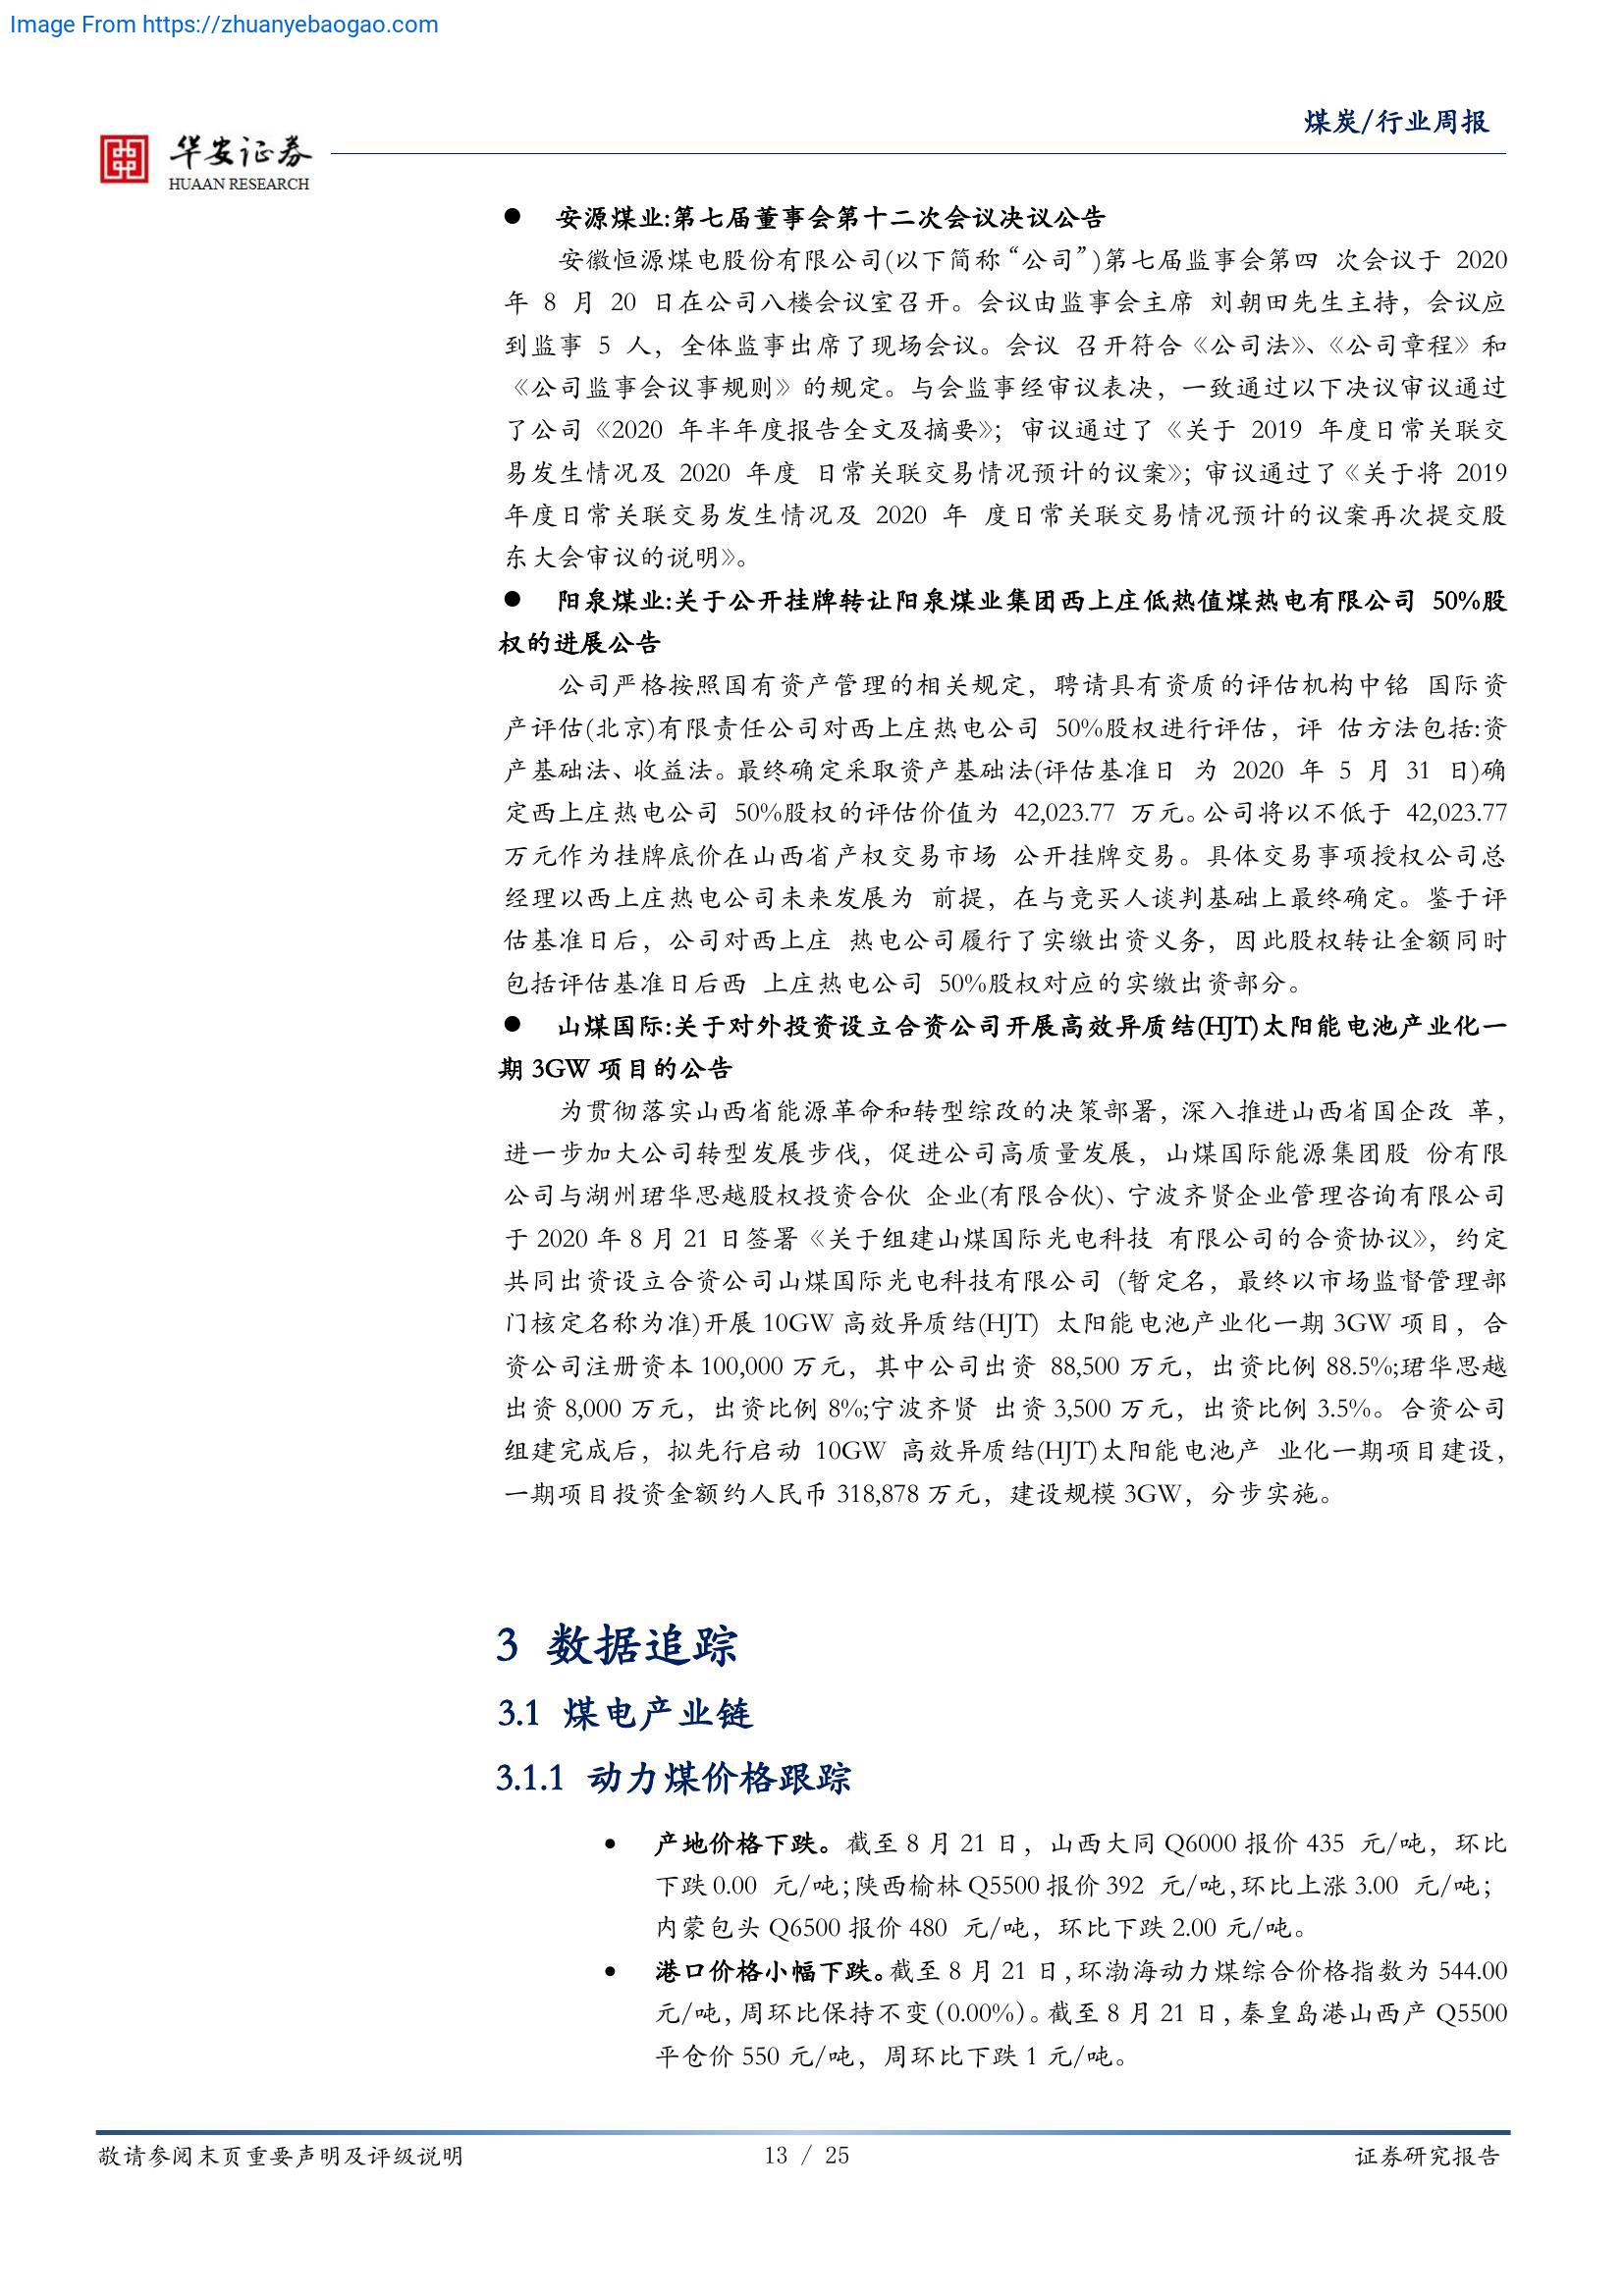 Image From https://zhuanyebaogao.com
煤炭/行业周报
华安证券
HUAAN RESEARCH
● 安源煤业:第七届董事会第十二次会议决议公告
安徽恒源煤电股份有限公司(以下简称“公司”)第七届监事会第四 次会议于 2020
年 8 月 20 日在公司八楼会议室召开。会议由监事会主席 刘朝田先生主持，会议应
到监事 5 人，全体监事出席了现场会议。会议 召开符合《公司法》、《公司章程》和
《公司监事会议事规则》的规定。与会监事经审议表决，一致通过以下决议审议通过
了公司《2020 年半年度报告全文及摘要》；审议通过了《关于 2019 年度日常关联交
易发生情况及 2020 年度 日常关联交易情况预计的议案》；审议通过了《关于将 2019
年度日常关联交易发生情况及 2020 年 度日常关联交易情况预计的议案再次提交股
东大会审议的说明》。
● 阳泉煤业:关于公开挂牌转让阳泉煤业集团西上庄低热值煤热电有限公司 50%股
权的进展公告
公司严格按照国有资产管理的相关规定，聘请具有资质的评估机构中铭 国际资
产评估(北京)有限责任公司对西上庄热电公司 50%股权进行评估，评 估方法包括:资
产基础法、收益法。最终确定采取资产基础法(评估基准日 为 2020 年 5 月 31 日)确
定西上庄热电公司 50%股权的评估价值为 42,023.77 万元。公司将以不低于 42,023.77
万元作为挂牌底价在山西省产权交易市场 公开挂牌交易。具体交易事项授权公司总
经理以西上庄热电公司未来发展为 前提，在与竞买人谈判基础上最终确定。鉴于评
估基准日后，公司对西上庄 热电公司履行了实缴出资义务，因此股权转让金额同时
包括评估基准日后西 上庄热电公司 50%股权对应的实缴出资部分。
● 山煤国际:关于对外投资设立合资公司开展高效异质结(HJT)太阳能电池产业化一
期 3GW 项目的公告
为贯彻落实山西省能源革命和转型综改的决策部署，深入推进山西省国企改 革，
进一步加大公司转型发展步伐，促进公司高质量发展，山煤国际能源集团股 份有限
公司与湖州珺华思越股权投资合伙 企业(有限合伙)、宁波齐贤企业管理咨询有限公司
于 2020 年 8 月 21 日签署《关于组建山煤国际光电科技 有限公司的合资协议》，约定
共同出资设立合资公司山煤国际光电科技有限公司 (暂定名，最终以市场监督管理部
门核定名称为准)开展 10GW 高效异质结(HJT) 太阳能电池产业化一期 3GW 项目，合
资公司注册资本 100,000 万元，其中公司出资 88,500 万元，出资比例 88.5%;珺华思越
出资 8,000 万元，出资比例 8%;宁波齐贤 出资 3,500 万元，出资比例 3.5%。合资公司
组建完成后，拟先行启动 10GW 高效异质结(HJT)太阳能电池产 业化一期项目建设，
一期项目投资金额约人民币 318,878 万元，建设规模 3GW，分步实施。
3 数据追踪
3.1 煤电产业链
3.1.1 动力煤价格跟踪
• 产地价格下跌。截至 8 月 21 日，山西大同 Q6000 报价 435 元/吨，环比
下跌 0.00 元/吨；陕西榆林 Q5500 报价 392 元/吨，环比上涨 3.00 元/吨；
内蒙包头 Q6500 报价 480 元/吨，环比下跌 2.00 元/吨。
• 港口价格小幅下跌。截至 8 月 21 日，环渤海动力煤综合价格指数为 544.00
元/吨，周环比保持不变（0.00%）。截至 8 月 21 日，秦皇岛港山西产 Q5500
平仓价 550 元/吨，周环比下跌 1 元/吨。
敬请参阅末页重要声明及评级说明
13 / 25
证券研究报告